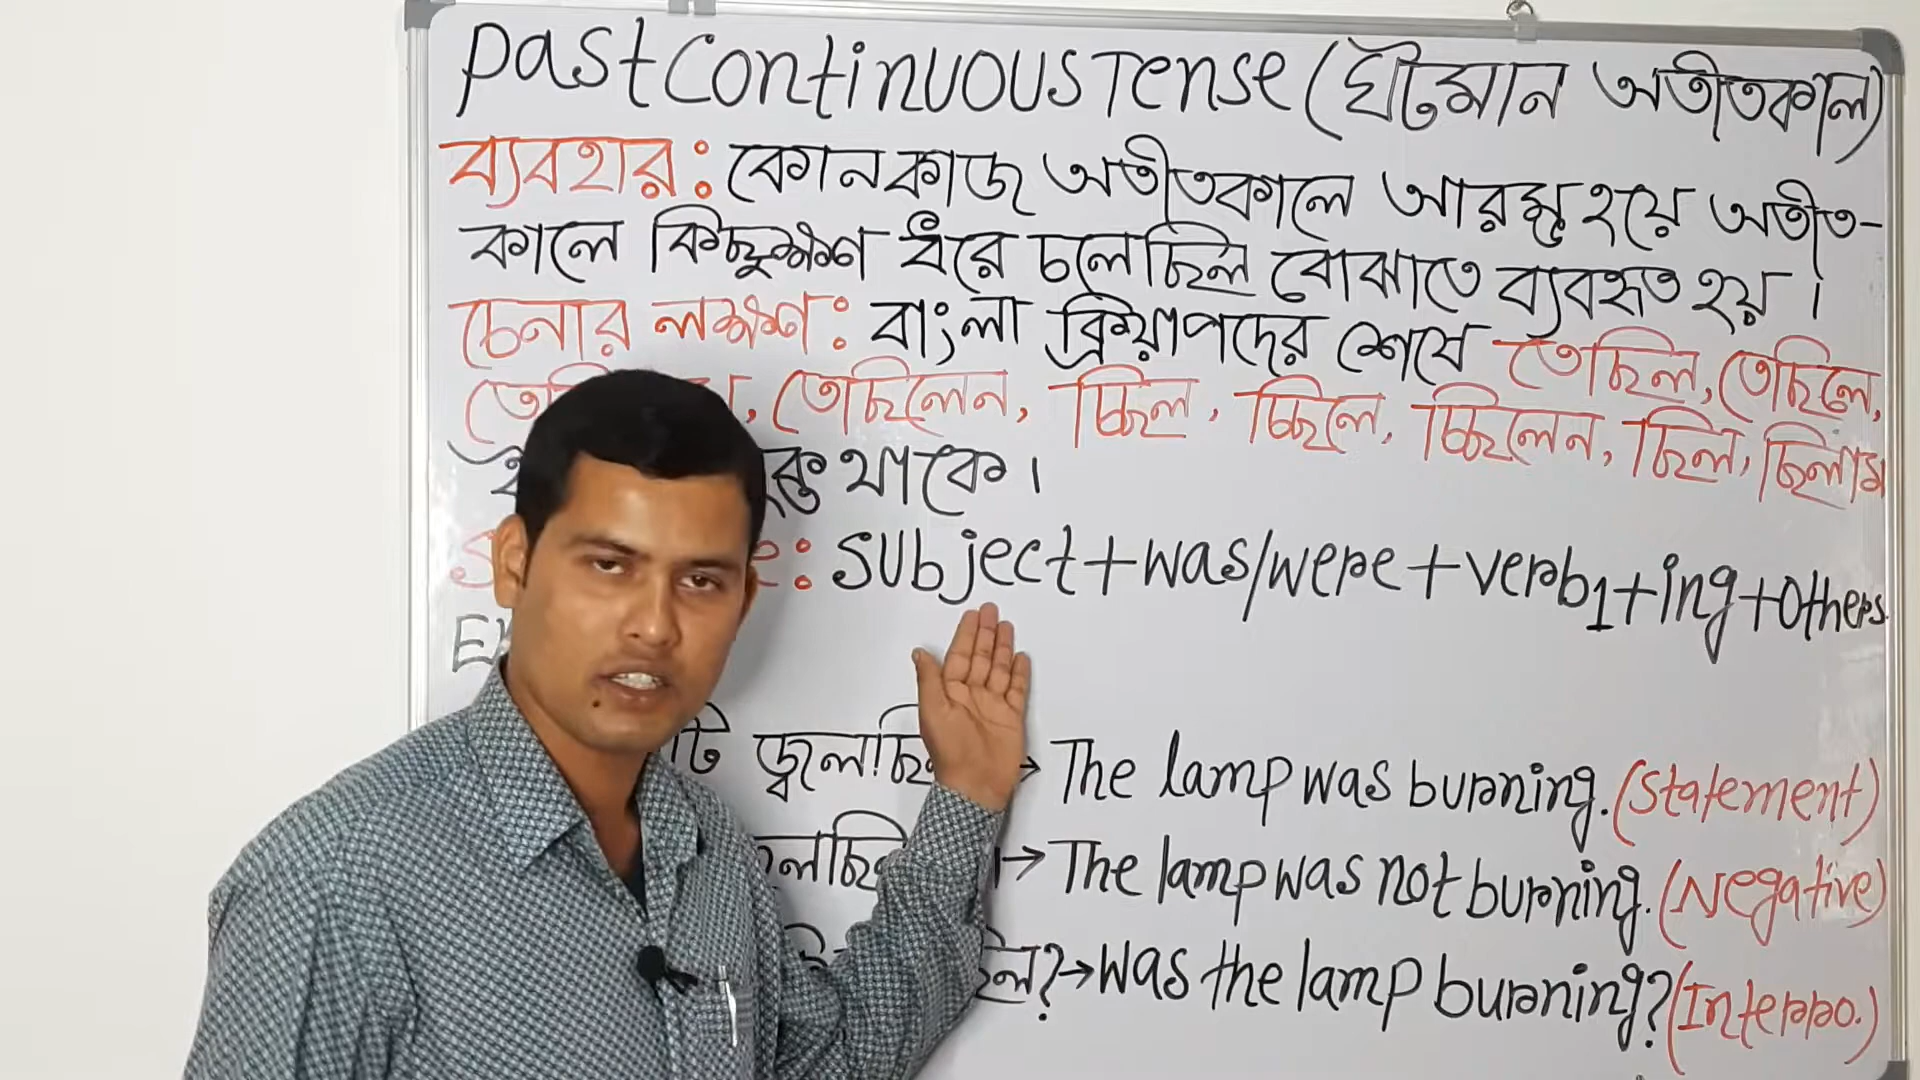 Past Continuous Tense (ঘটমান অতীতকাল)
ব্যবহার: কোন কাজ অতীতকালে আরম্ভ হয়ে অতীত-
কালে কিছুক্ষণ ধরে চলেছিল বোঝাতে ব্যবহৃত হয়।
চেনার লক্ষণ: বাংলা ক্রিয়াপদের শেষে তেছিল, তেছিলে,
তেছিলেন, চ্ছিল, চ্ছিলে, চ্ছিলেন, ছিল, ছিলাম
থাকে।
: Subject + was/were + verb1 + ing + Others.
টি জ্বলছি → The lamp was burning. (Statement)
→ The lamp was not burning. (Negative)
? → Was the lamp burning? (Interro.)